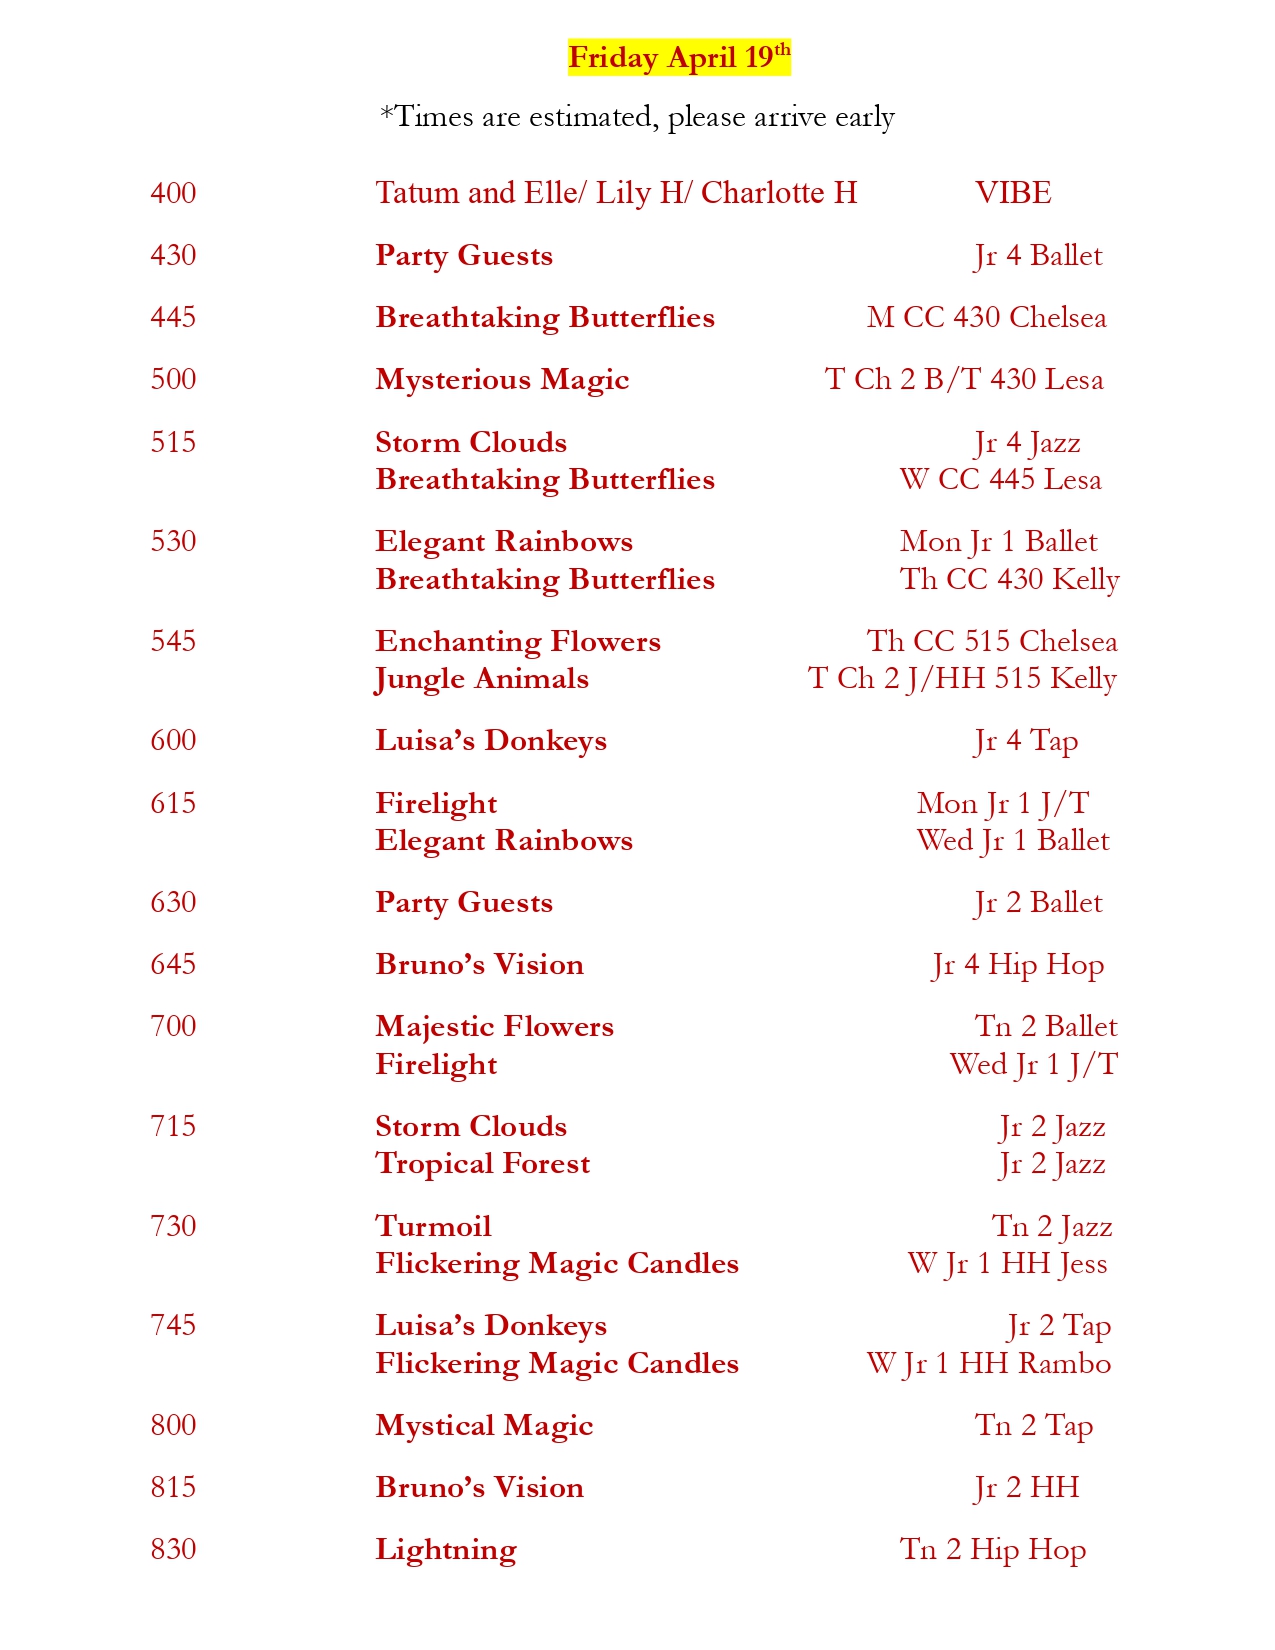 Friday April 19th
*Times are estimated, please arrive early
400 Tatum and Elle/ Lily H/ Charlotte H VIBE
430 Party Guests Jr 4 Ballet
445 Breathtaking Butterflies M CC 430 Chelsea
500 Mysterious Magic T Ch 2 B/T 430 Lesa
515 Storm Clouds Jr 4 Jazz
Breathtaking Butterflies W CC 445 Lesa
530 Elegant Rainbows Mon Jr 1 Ballet
Breathtaking Butterflies Th CC 430 Kelly
545 Enchanting Flowers Th CC 515 Chelsea
Jungle Animals T Ch 2 J/HH 515 Kelly
600 Luisa’s Donkeys Jr 4 Tap
615 Firelight Mon Jr 1 J/T
Elegant Rainbows Wed Jr 1 Ballet
630 Party Guests Jr 2 Ballet
645 Bruno’s Vision Jr 4 Hip Hop
700 Majestic Flowers Tn 2 Ballet
Firelight Wed Jr 1 J/T
715 Storm Clouds Jr 2 Jazz
Tropical Forest Jr 2 Jazz
730 Turmoil Tn 2 Jazz
Flickering Magic Candles W Jr 1 HH Jess
745 Luisa’s Donkeys Jr 2 Tap
Flickering Magic Candles W Jr 1 HH Rambo
800 Mystical Magic Tn 2 Tap
815 Bruno’s Vision Jr 2 HH
830 Lightning Tn 2 Hip Hop